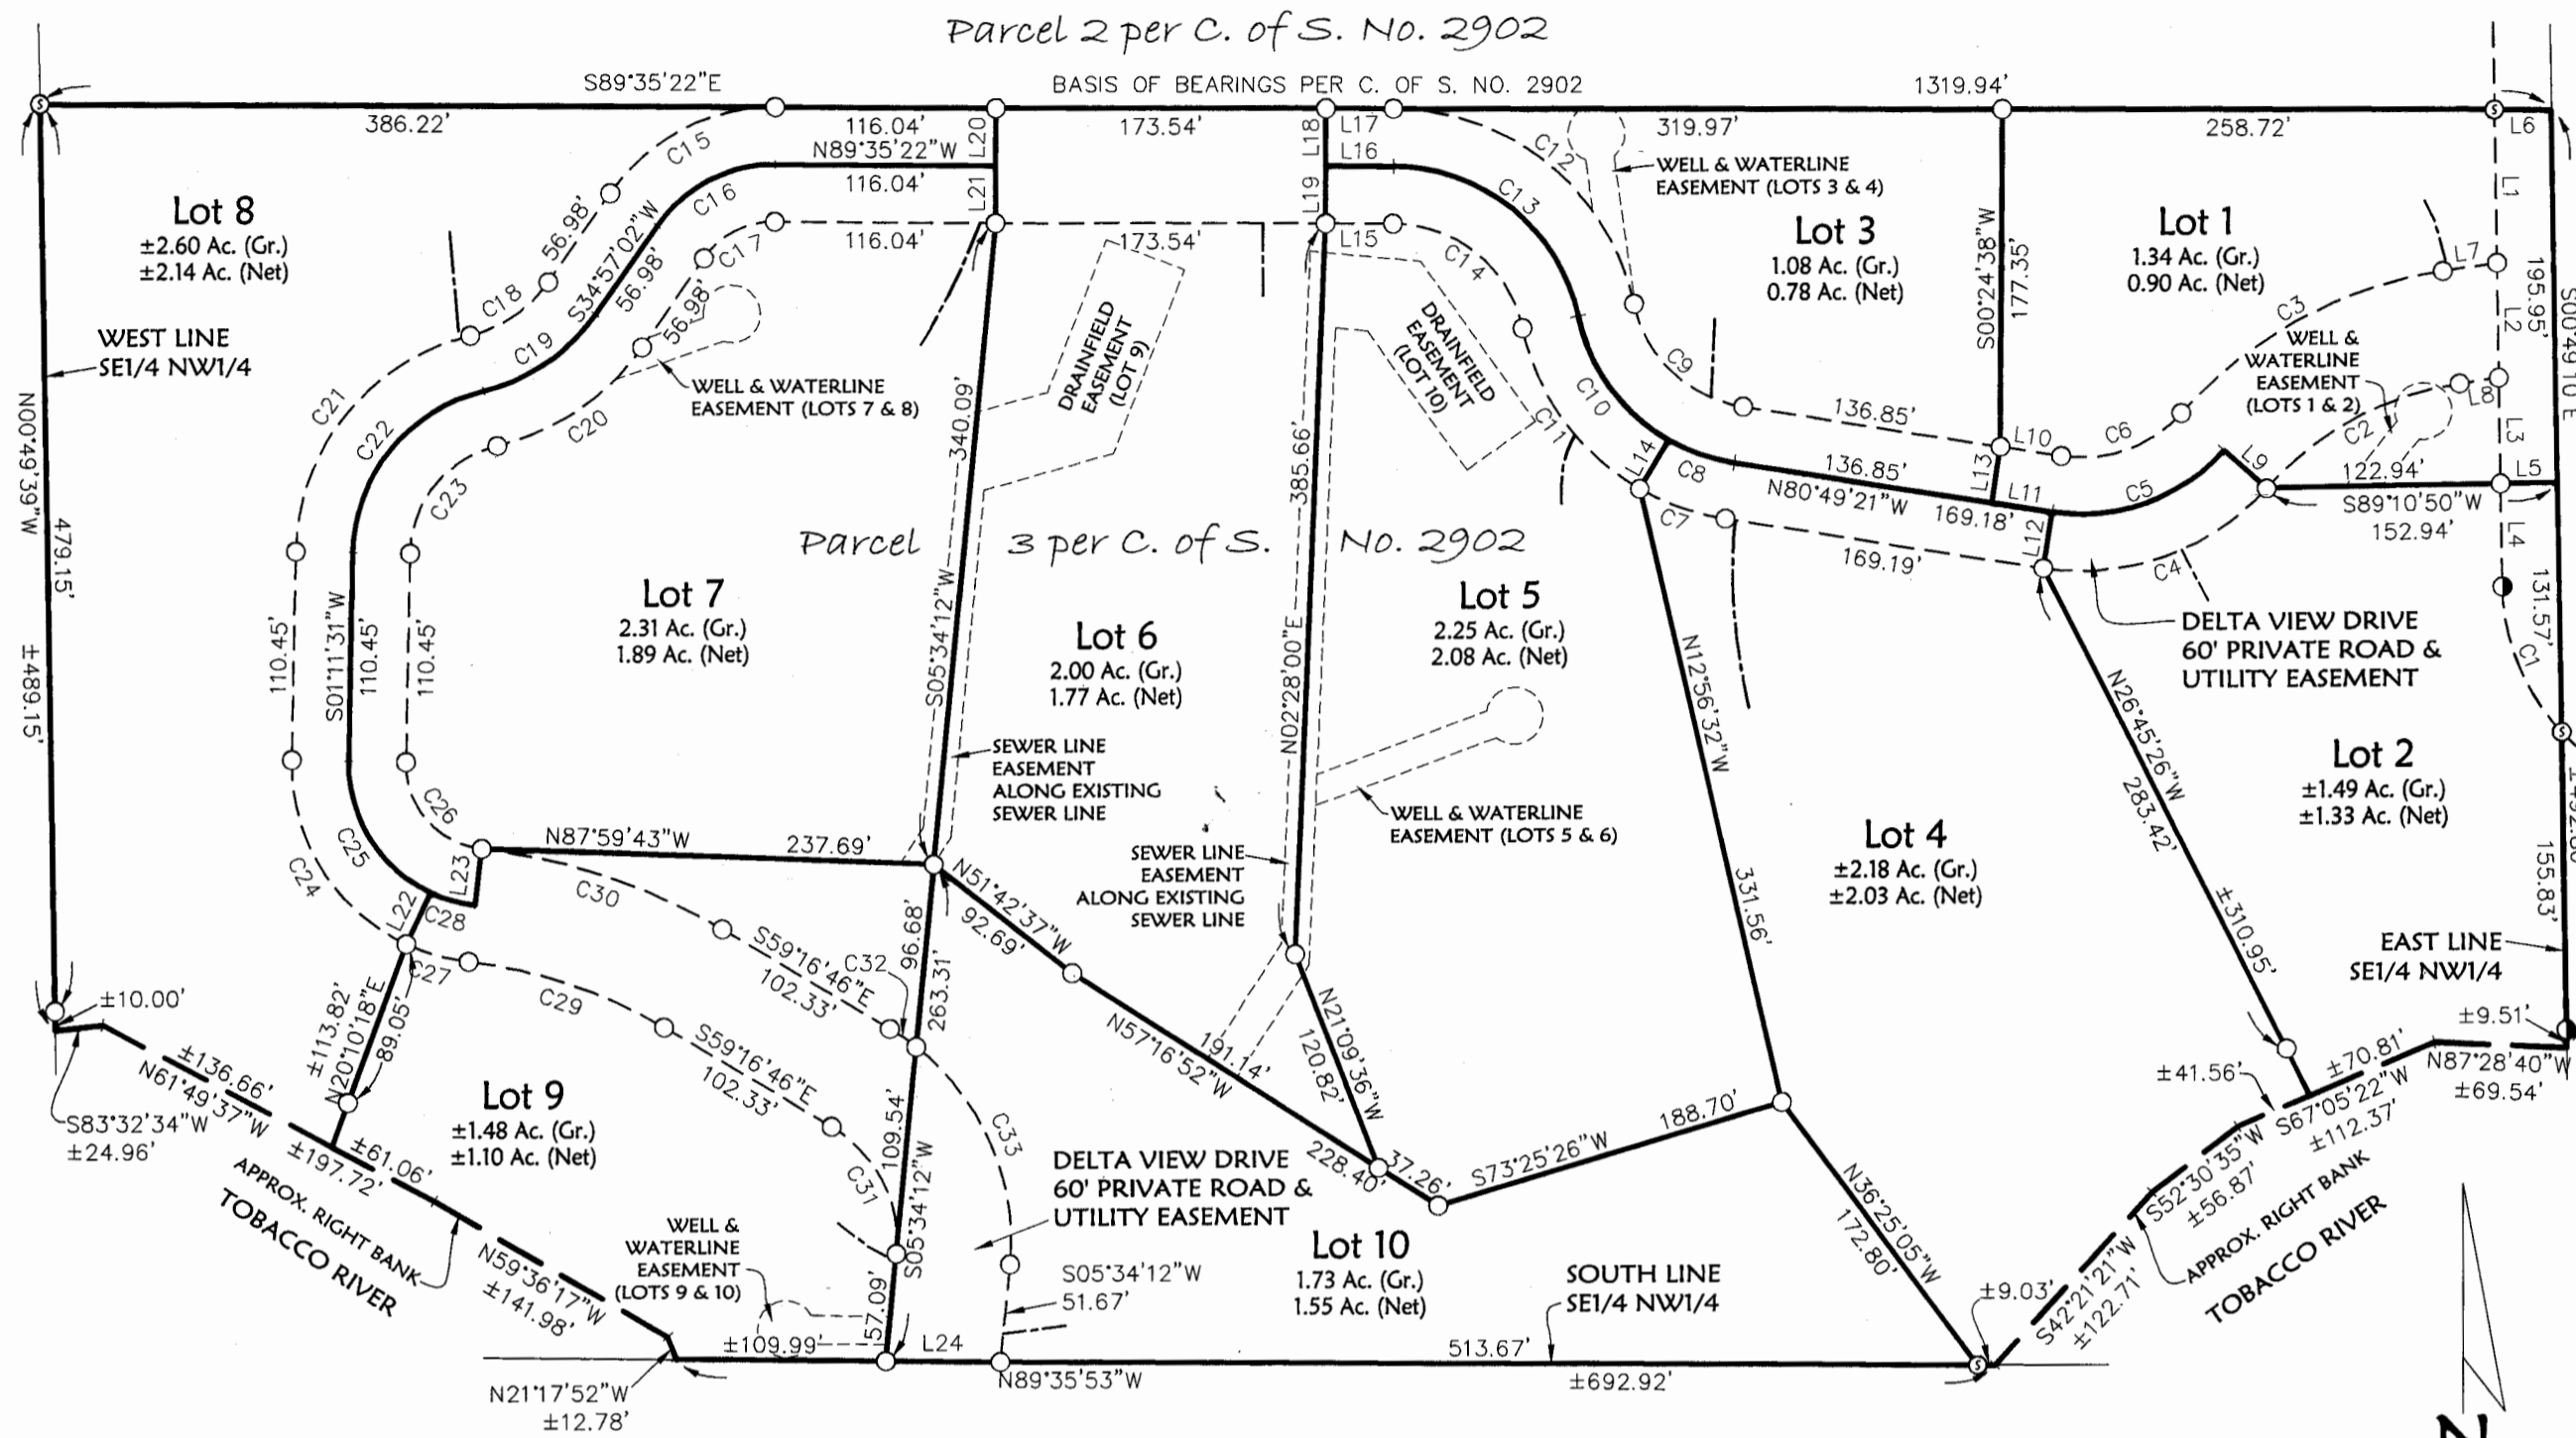 Parcel 2 per C. of S. No. 2902
S89°35'22"E
BASIS OF BEARINGS PER C. OF S. NO. 2902
1319.94'
386.22'
116.04'
L20
173.54'
L18
L17
319.97'
258.72'
L6
C15
N89°35'22"W
L16
C12
WELL & WATERLINE
EASEMENT (LOTS 3 & 4)
116.04'
L21
L19
C13
C16
L1
Lot 8
±2.60 Ac. (Gr.)
±2.14 Ac. (Net)
56.98'
S34°57'02"W
56.98'
C17
56.98'
116.04'
173.54'
L15
C14
Lot 3
1.08 Ac. (Gr.)
0.78 Ac. (Net)
S00°24'38"W
177.35'
Lot 1
1.34 Ac. (Gr.)
0.90 Ac. (Net)
L7
195.95'
C18
C19
C3
L2
WELL &
WATERLINE
EASEMENT
(LOTS 1 & 2)
WEST LINE
SE1/4 NW1/4
WELL & WATERLINE
EASEMENT (LOTS 7 & 8)
DRAINFIELD
EASEMENT
(LOT 9)
DRAINFIELD
EASEMENT
(LOT 10)
C9
C10
C11
C21
C20
C22
C23
340.09'
385.66'
136.85'
L10
C6
C2
L8
L3
N00°49'39"W
479.15'
±489.15'
L14
C8
136.85'
N80°49'21"W
L13
L11
169.18'
C5
L9
122.94'
L5
S89°10'50"W
152.94'
C7
169.19'
L12
C4
L4
131.57'
C1
Parcel 3 per C. of S. No. 2902
DELTA VIEW DRIVE
60' PRIVATE ROAD &
UTILITY EASEMENT
Lot 7
2.31 Ac. (Gr.)
1.89 Ac. (Net)
S05°34'12"W
Lot 6
2.00 Ac. (Gr.)
1.77 Ac. (Net)
N02°28'00"E
Lot 5
2.25 Ac. (Gr.)
2.08 Ac. (Net)
110.45'
S01°11'31"W
110.45'
110.45'
N12°56'32"W
331.56'
N26°45'26"W
283.42'
±310.95'
SEWER LINE
EASEMENT
ALONG EXISTING
SEWER LINE
WELL & WATERLINE
EASEMENT (LOTS 5 & 6)
Lot 4
±2.18 Ac. (Gr.)
±2.03 Ac. (Net)
Lot 2
±1.49 Ac. (Gr.)
±1.33 Ac. (Net)
155.83'
C26
C25
C24
N87°59'43"W
237.69'
L23
L22
C28
C30
SEWER LINE
EASEMENT
ALONG EXISTING
SEWER LINE
N51°42'37"W
92.69'
96.68'
263.31'
C32
S59°16'46"E
102.33'
EAST LINE
SE1/4 NW1/4
C27
C29
S59°16'46"E
102.33'
±10.00'
±113.82'
N20°10'18"E
89.05'
N57°16'52"W
191.14'
N21°09'36"W
120.82'
±9.51'
N87°28'40"W
±69.54'
±70.81'
±41.56'
S67°05'22"W
±112.37'
±136.66'
N61°49'37"W
S83°32'34"W
±24.96'
±61.06'
±197.72'
Lot 9
±1.48 Ac. (Gr.)
±1.10 Ac. (Net)
C31
109.54'
C33
228.40'
37.26'
S73°25'26"W
188.70'
N36°25'05"W
172.80'
S52°30'35"W
±56.87'
APPROX. RIGHT BANK
TOBACCO RIVER
APPROX. RIGHT BANK
TOBACCO RIVER
DELTA VIEW DRIVE
60' PRIVATE ROAD &
UTILITY EASEMENT
S05°34'12"W
WELL &
WATERLINE
EASEMENT
(LOTS 9 & 10)
Lot 10
1.73 Ac. (Gr.)
1.55 Ac. (Net)
SOUTH LINE
SE1/4 NW1/4
S05°34'12"W
51.67'
N59°36'17"W
±141.98'
57.09'
±109.99'
L24
513.67'
±9.03'
S42°21'21"W
±122.71'
N89°35'53"W
±692.92'
N21°17'52"W
±12.78'
N